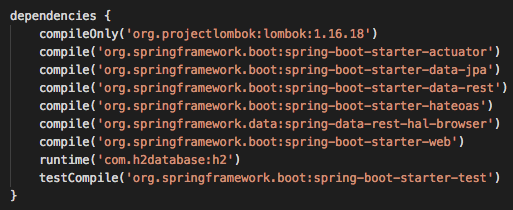 dependencies {
    compileOnly('org.projectlombok:lombok:1.16.18')
    compile('org.springframework.boot:spring-boot-starter-actuator')
    compile('org.springframework.boot:spring-boot-starter-data-jpa')
    compile('org.springframework.boot:spring-boot-starter-data-rest')
    compile('org.springframework.boot:spring-boot-starter-hateoas')
    compile('org.springframework.data:spring-data-rest-hal-browser')
    compile('org.springframework.boot:spring-boot-starter-web')
    runtime('com.h2database:h2')
    testCompile('org.springframework.boot:spring-boot-starter-test')
}